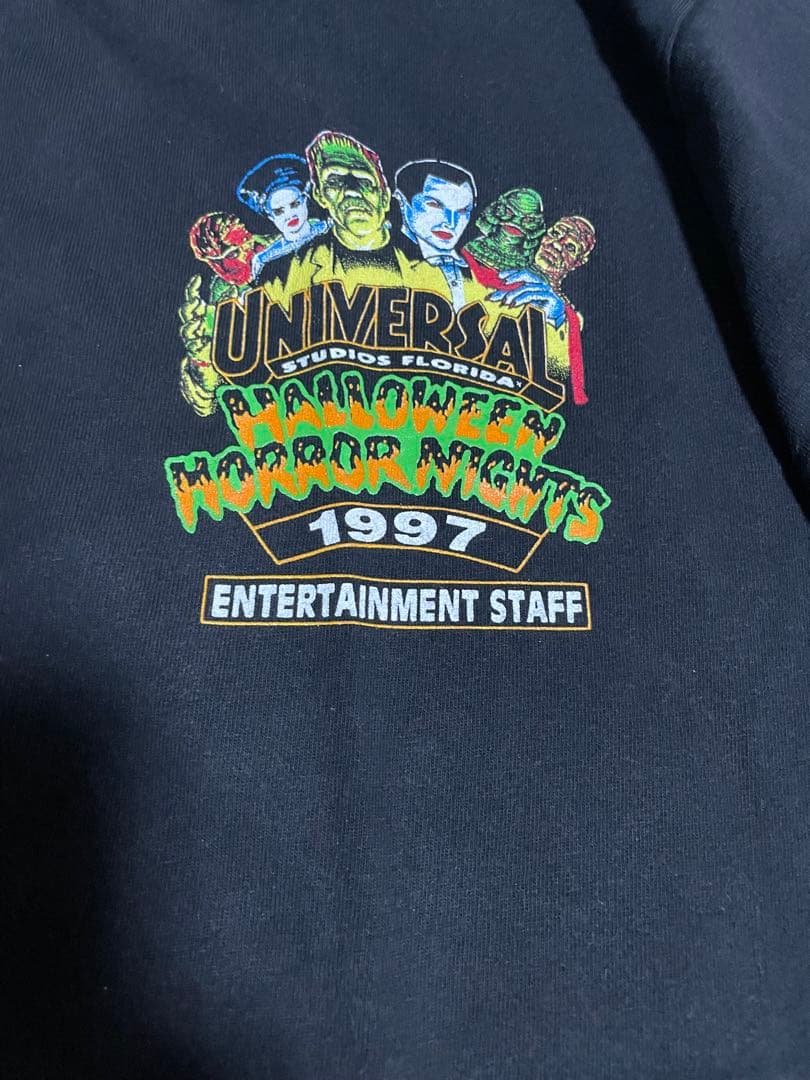 UNIVERSAL
STUDIOS FLORIDA
HALLOWEEN
HORROR NIGHTS
1997
ENTERTAINMENT STAFF